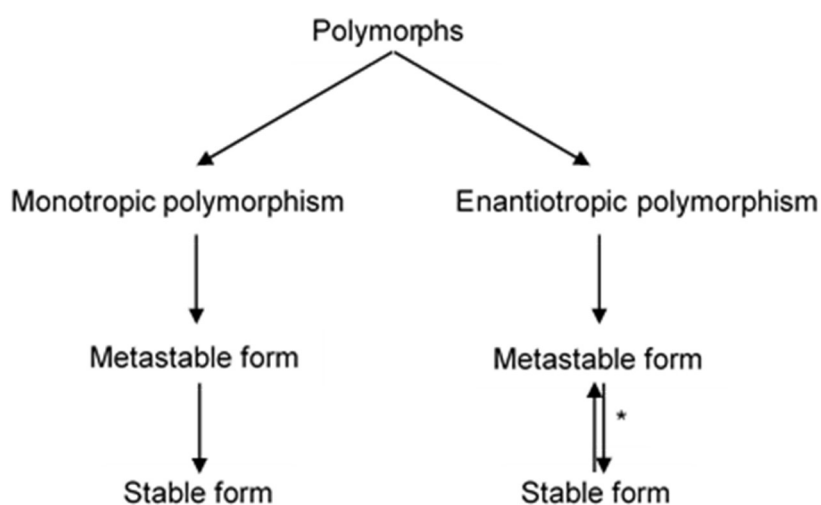 Polymorphs
Monotropic polymorphism
Enantiotropic polymorphism
Metastable form
Metastable form
*
Stable form
Stable form